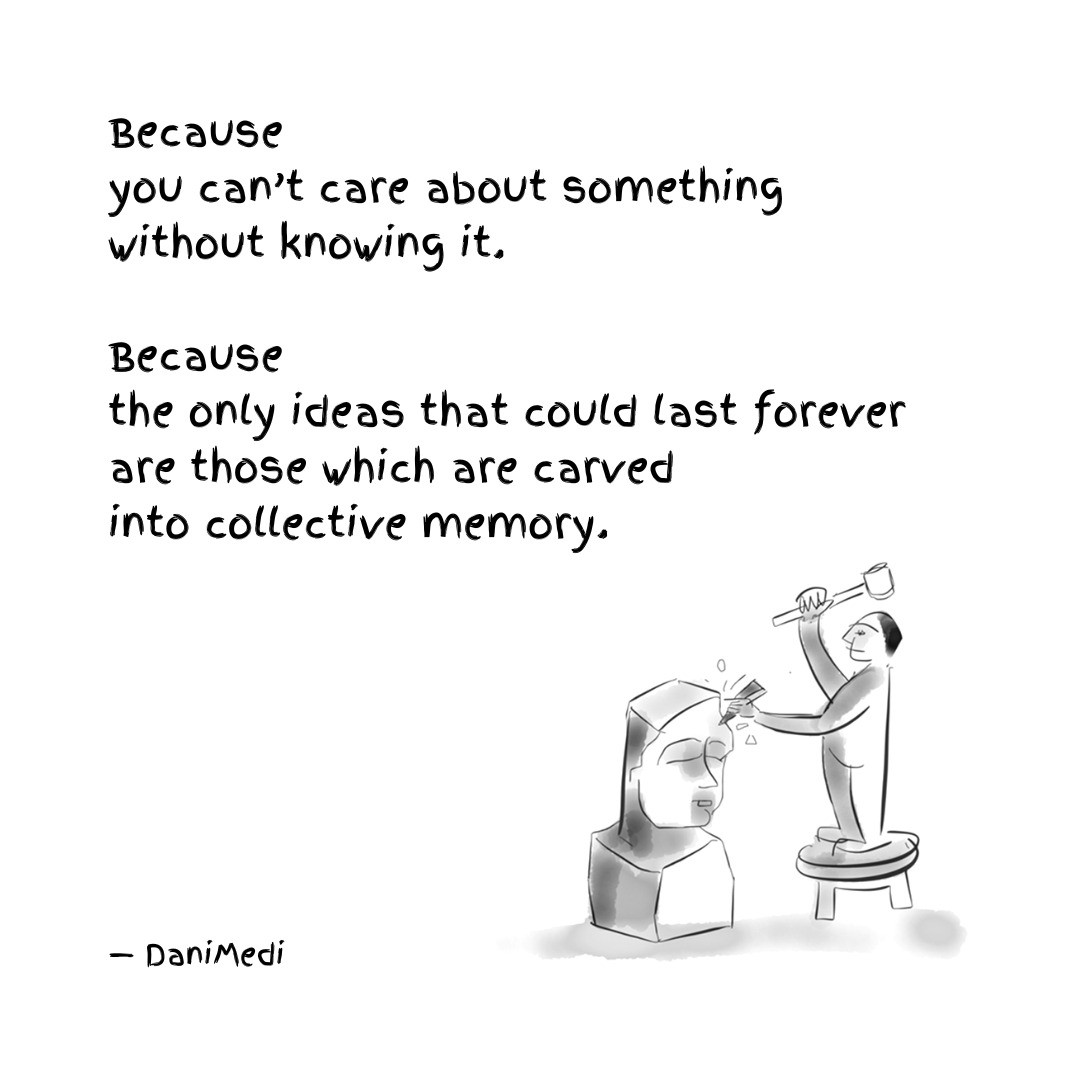 Because
you can't care about something
without knowing it.
Because
the only ideas that could last forever
are those which are carved
into collective memory.
— DaniMedi